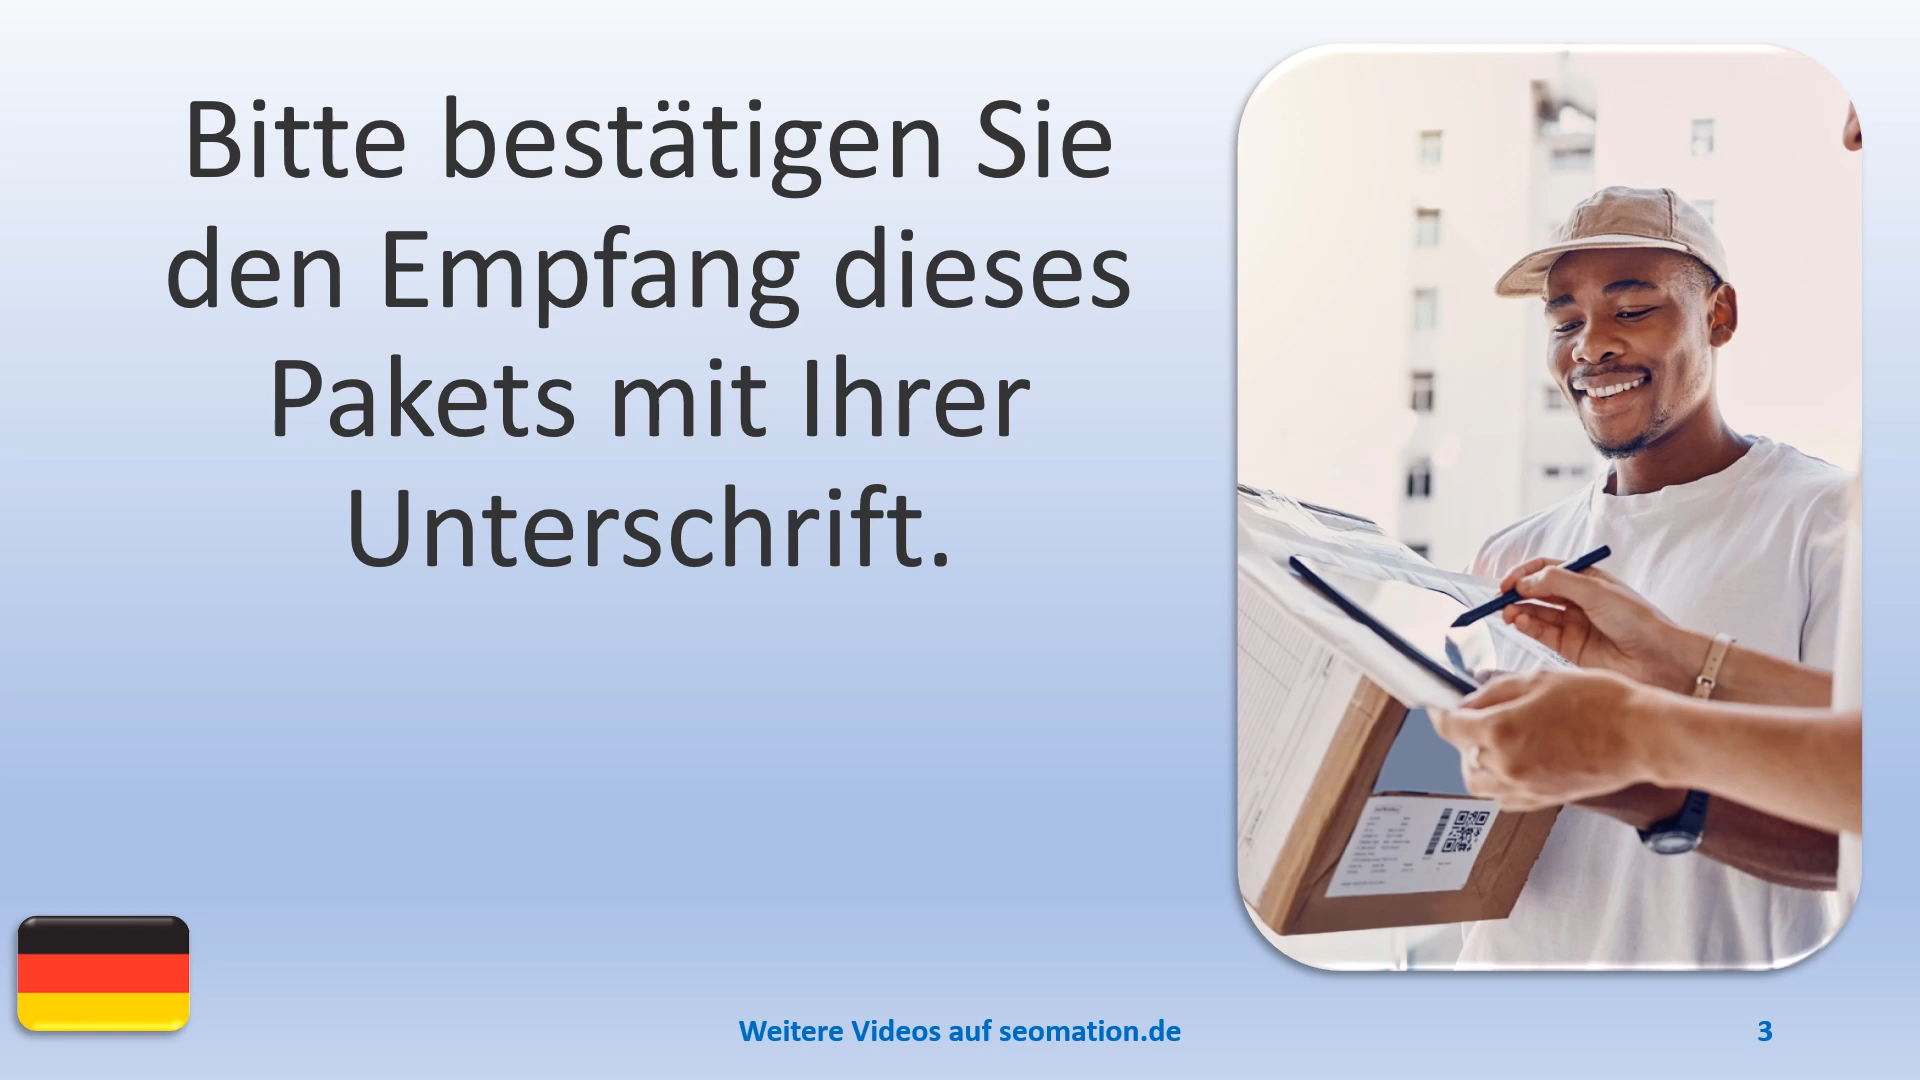 Bitte bestätigen Sie
den Empfang dieses
Pakets mit Ihrer
Unterschrift.
Weitere Videos auf seomation.de
3